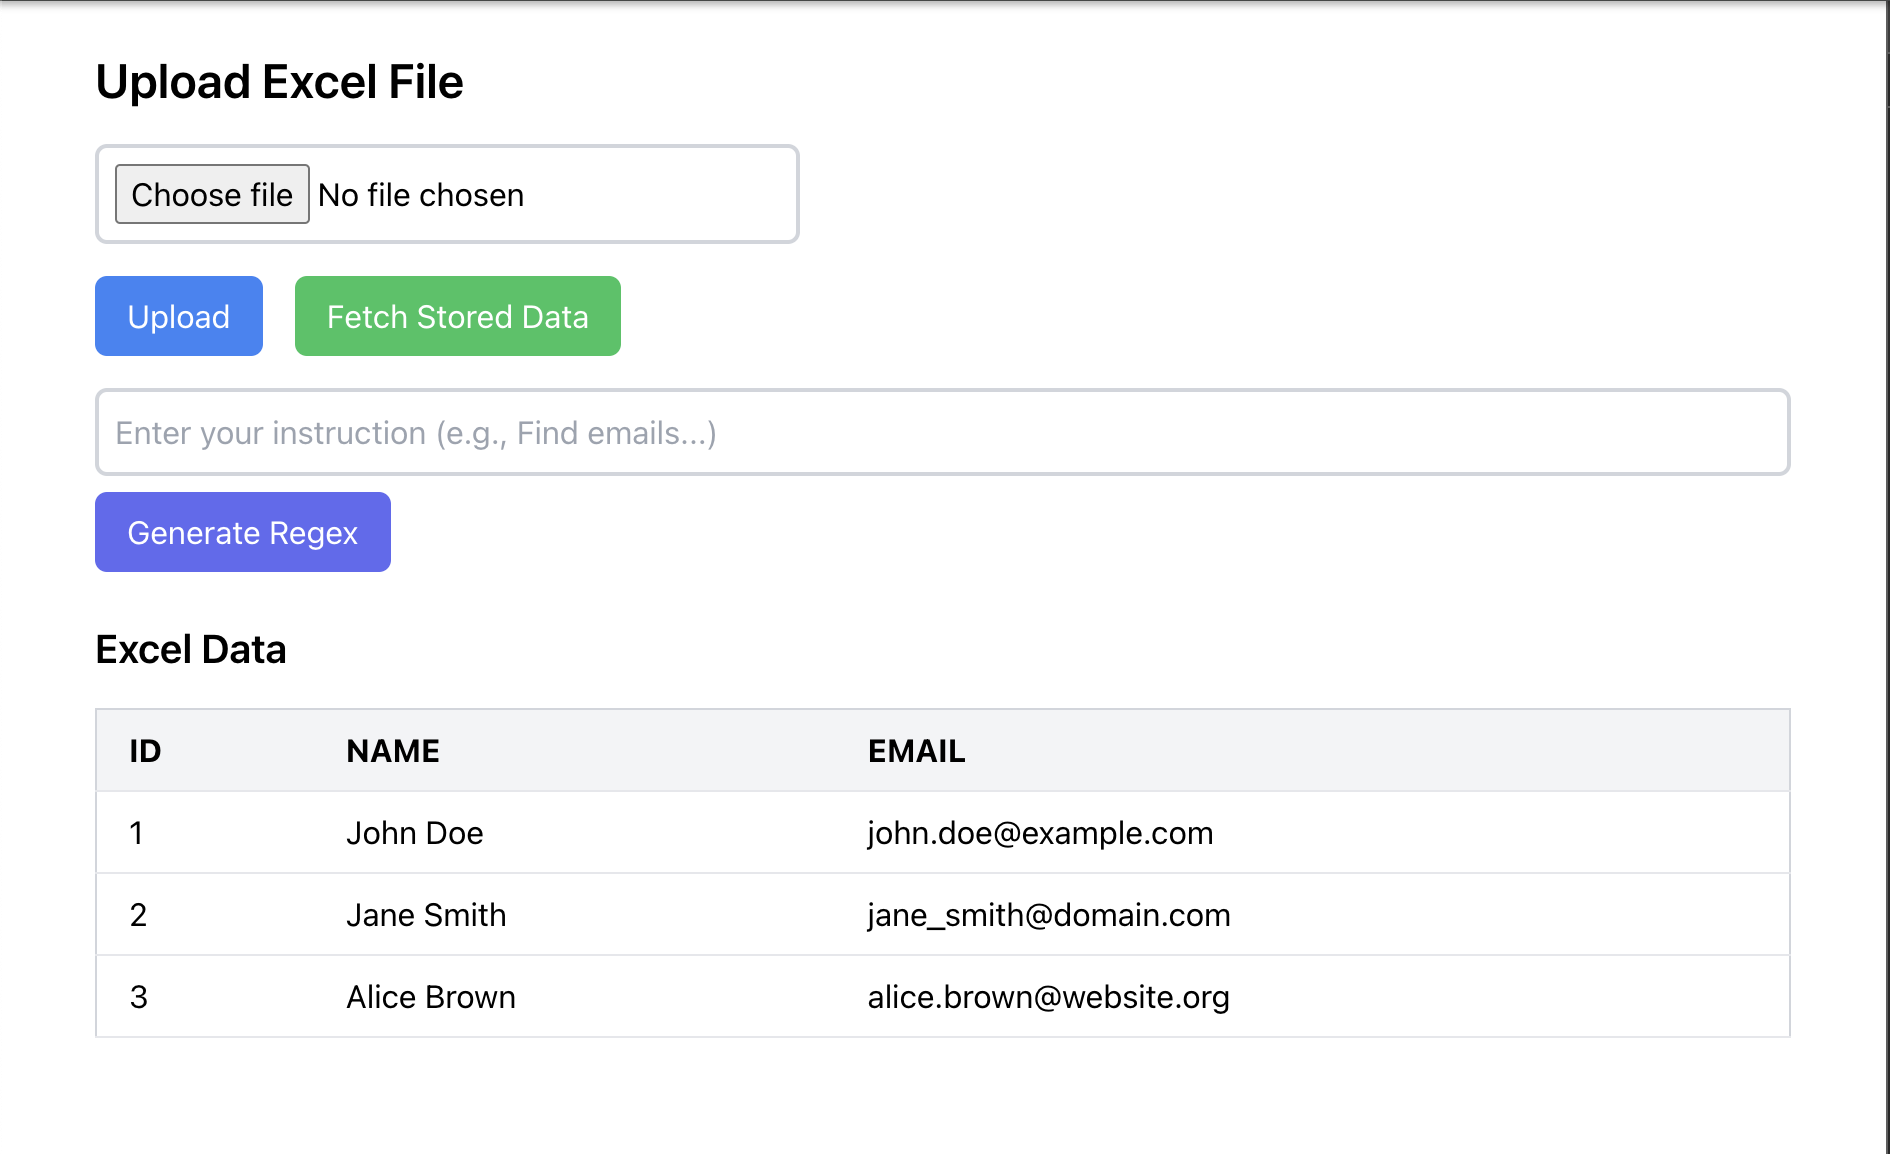 Upload Excel File
Choose file No file chosen
Upload Fetch Stored Data
Enter your instruction (e.g., Find emails...)
Generate Regex
Excel Data
ID NAME EMAIL
1 John Doe john.doe@example.com
2 Jane Smith jane_smith@domain.com
3 Alice Brown alice.brown@website.org